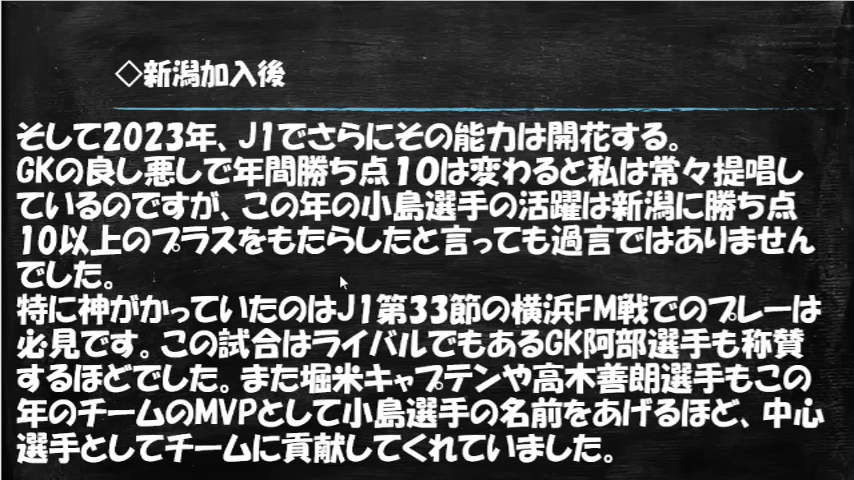 ◇新潟加入後
そして2023年、J1でさらにその能力は開花する。
GKの良し悪しで年間勝ち点１０は変わると私は常々提唱し
ているのですが、この年の小島選手の活躍は新潟に勝ち点
10以上のプラスをもたらしたと言っても過言ではありません
でした。
特に神がかっていたのはJ1第33節の横浜FM戦でのプレーは
必見です。この試合はライバルでもあるGK阿部選手も称賛
するほどでした。また堀米キャプテンや高木善朗選手もこの
年のチームのMVPとして小島選手の名前をあげるほど、中心
選手としてチームに貢献してくれていました。